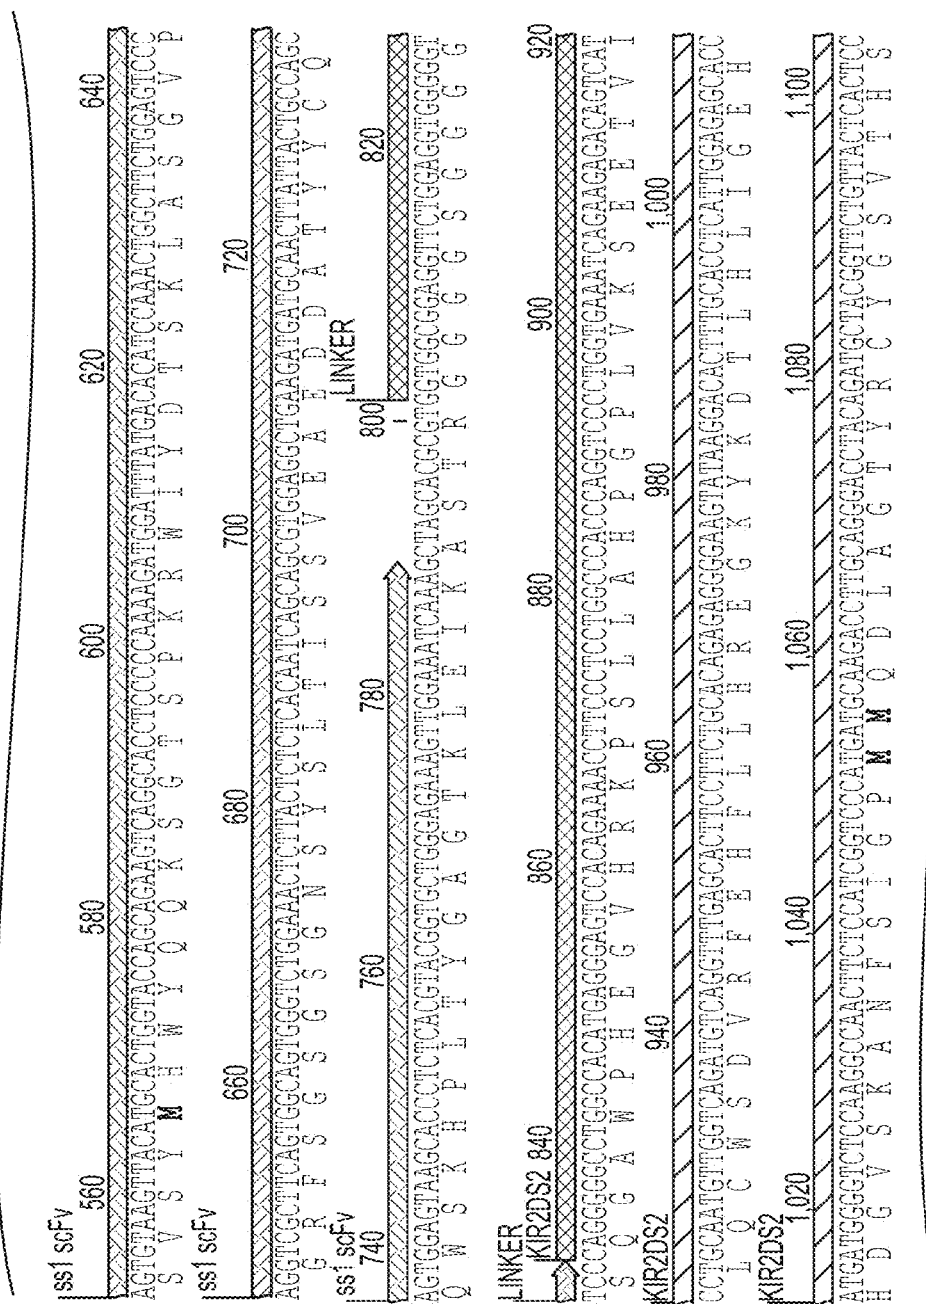 ss1 scFv
560 580 600 620 640
AGTGTAAGTTACATGCACTGGTACCAGCAGAAGTCAGGCACCTCCCCCAAAAGATGGATTTATGACACATCCAAACTGGCTTCTGGAGTCCC
S V S Y M H W Y Q Q K S G T S P K R W I Y D T S K L A S G V P
ss1 scFv
660 680 700 720
AGGTCGCTTCAGTGGCAGTGGGTCTGGAAACTCTTACTCTCTCACAATCAGCAGCGTGGAGGCTGAAGATGATGCAACTTATTACTGCCAGC
G R F S G S G S G N S Y S L T I S S V E A E D D A T Y Y C Q
ss1 scFv LINKER
740 760 780 800 820
AGTGGAGTAAGCACCCTCTCACGTACGGTGCTGGGACAAAGTTGGAAATCAAAGCTAGCACGCGTGGTGGCGGAGGTTCTGGAGGTGGGGGT
Q W S K H P L T Y G A G T K L E I K A S T R G G G G S G G G G
LINKER
KIR2DS2 840 860 880 900 920
TCCCAGGGGGCCTGGCCACATGAGGGAGTCCACAGAAAACCTTCCCTCCTGGCCCACCCAGGTCCCCTGGTGAAATCAGAAGAGACAGTCAT
S Q G A W P H E G V H R K P S L L A H P G P L V K S E E T V I
KIR2DS2
940 960 980 1,000
CCTGCAATGTTGGTCAGATGTCAGGTTTGAGCACTTCCTTCTGCACAGAGAGGGGAAGTATAAGGACACTTTGCACCTCATTGGAGAGCACC
L Q C W S D V R F E H F L L H R E G K Y K D T L H L I G E H
KIR2DS2
1,020 1,040 1,060 1,080 1,100
ATGATGGGGTCTCCAAGGCCAACTTCTCCATCGGTCCCATGATGCAAGACCTTGCAGGGACCTACAGATGCTACGGTTCTGTTACTCACTCC
H D G V S K A N F S I G P M M Q D L A G T Y R C Y G S V T H S